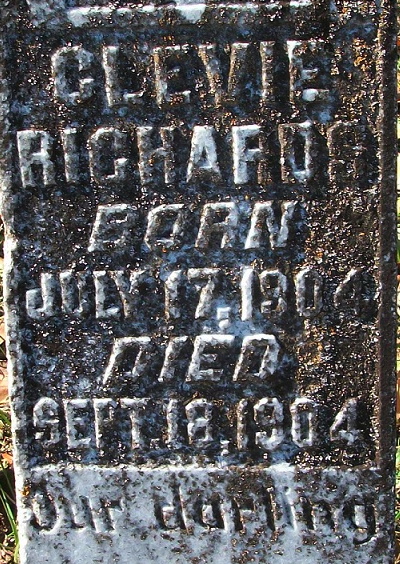 CLEVIE
RICHARDS
BORN
JULY 17, 1904
DIED
SEPT. 18, 1904
Our darling